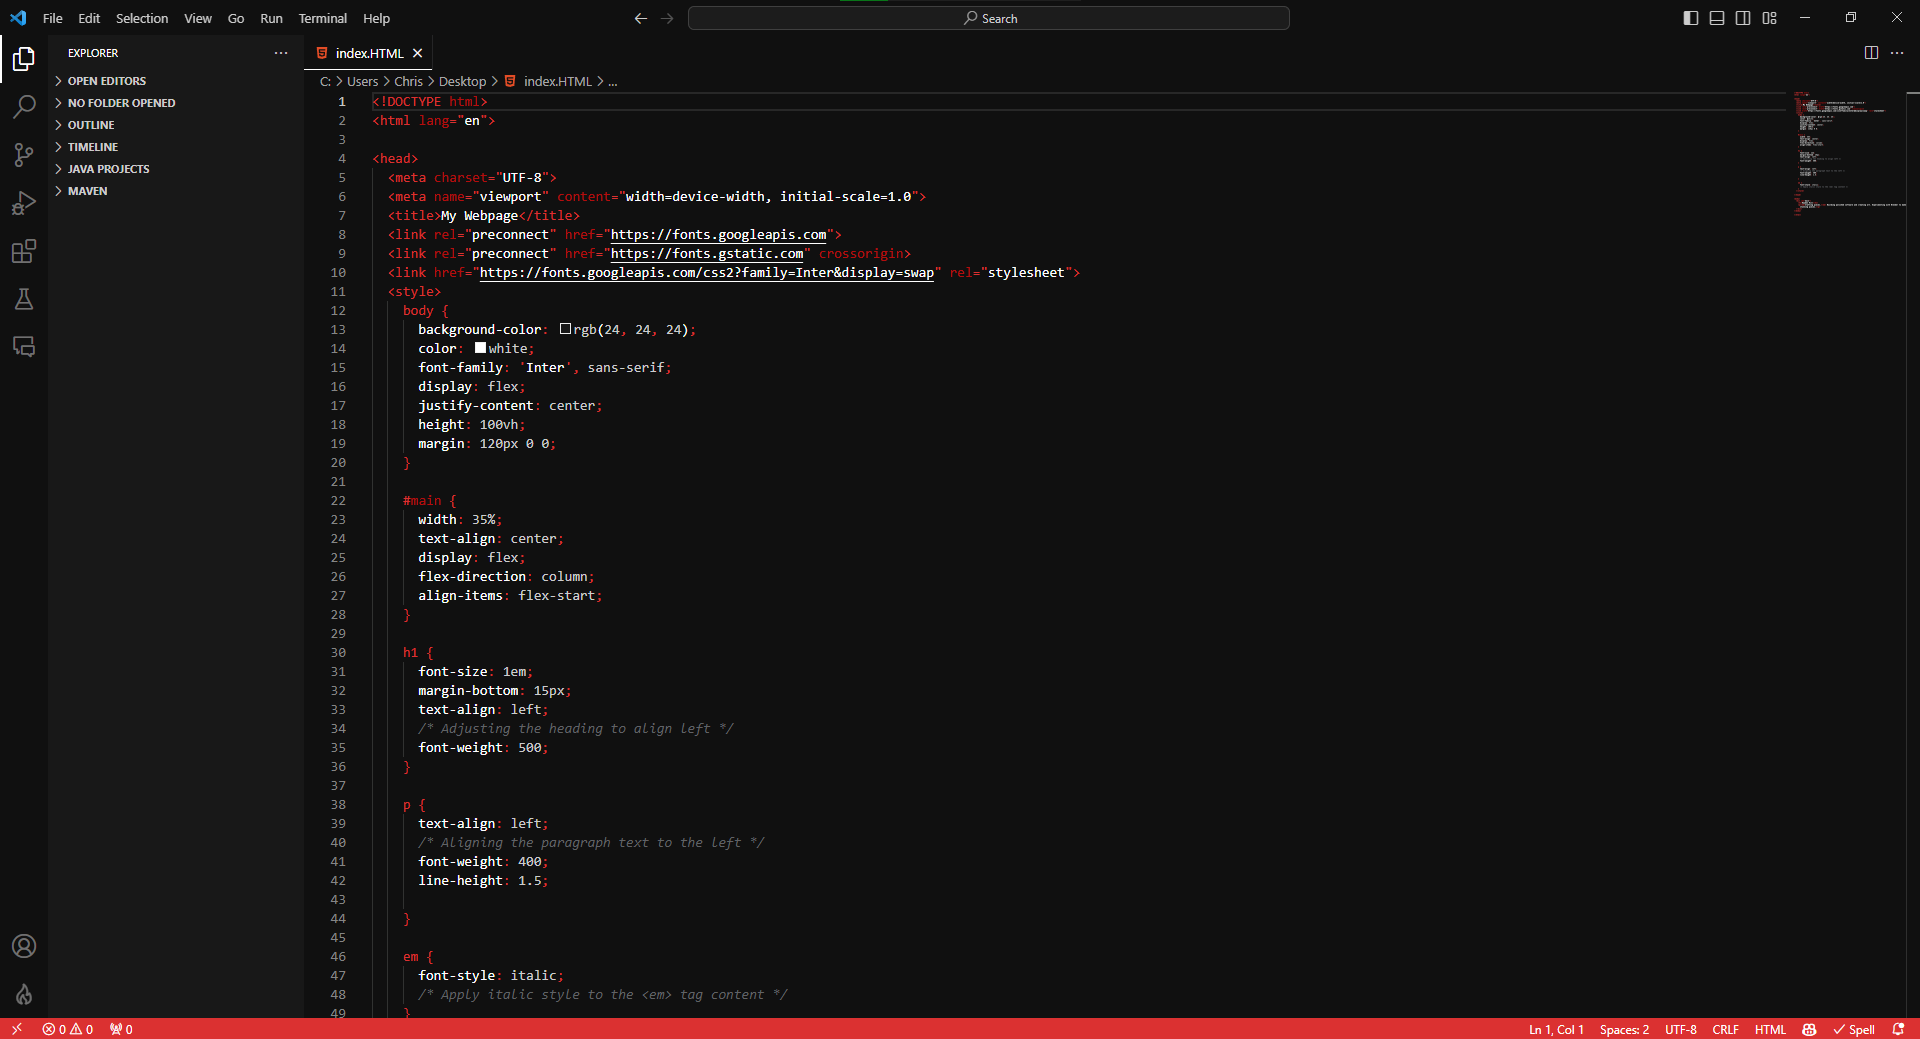 File Edit Selection View Go Run Terminal Help
Search
EXPLORER
OPEN EDITORS
NO FOLDER OPENED
OUTLINE
TIMELINE
JAVA PROJECTS
MAVEN
index.HTML
C: > Users > Chris > Desktop > index.HTML > ...
1 <!DOCTYPE html>
2 <html lang="en">
3
4 <head>
5 <meta charset="UTF-8">
6 <meta name="viewport" content="width=device-width, initial-scale=1.0">
7 <title>My Webpage</title>
8 <link rel="preconnect" href="https://fonts.googleapis.com">
9 <link rel="preconnect" href="https://fonts.gstatic.com" crossorigin>
10 <link href="https://fonts.googleapis.com/css2?family=Inter&display=swap" rel="stylesheet">
11 <style>
12 body {
13 background-color: rgb(24, 24, 24);
14 color: white;
15 font-family: 'Inter', sans-serif;
16 display: flex;
17 justify-content: center;
18 height: 100vh;
19 margin: 120px 0 0;
20 }
21
22 #main {
23 width: 35%;
24 text-align: center;
25 display: flex;
26 flex-direction: column;
27 align-items: flex-start;
28 }
29
30 h1 {
31 font-size: 1em;
32 margin-bottom: 15px;
33 text-align: left;
34 /* Adjusting the heading to align left */
35 font-weight: 500;
36 }
37
38 p {
39 text-align: left;
40 /* Aligning the paragraph text to the left */
41 font-weight: 400;
42 line-height: 1.5;
43
44 }
45
46 em {
47 font-style: italic;
48 /* Apply italic style to the <em> tag content */
49 }
0 0 0
Ln 1, Col 1 Spaces: 2 UTF-8 CRLF HTML Spell